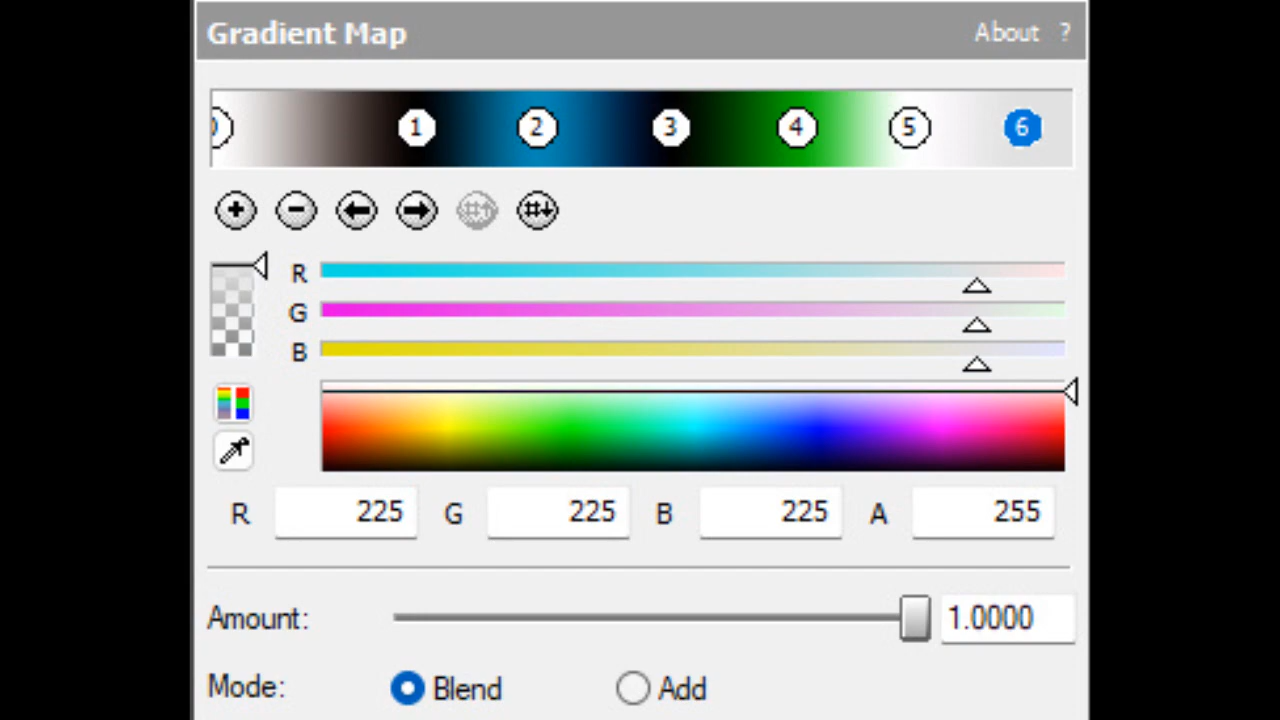 Gradient Map About ?
1 2 3 4 5 6
R
G
B
R 225 G 225 B 225 A 255
Amount: 1.0000
Mode: Blend Add